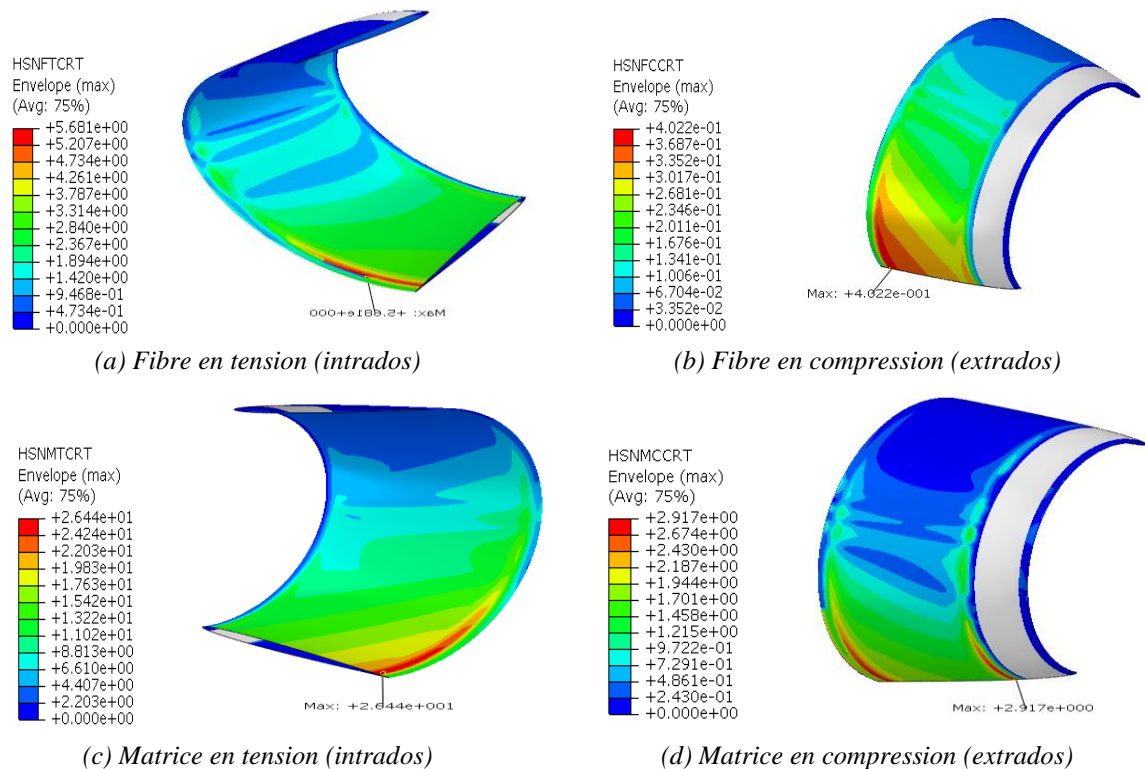 HSNFTCRT
Envelope (max)
(Avg: 75%)
+5.681e+00
+5.207e+00
+4.734e+00
+4.261e+00
+3.787e+00
+3.314e+00
+2.840e+00
+2.367e+00
+1.894e+00
+1.420e+00
+9.468e-01
+4.734e-01
+0.000e+00
Max: +5.681e+000
(a) Fibre en tension (intrados)
HSNFCCRT
Envelope (max)
(Avg: 75%)
+4.022e-01
+3.687e-01
+3.352e-01
+3.017e-01
+2.681e-01
+2.346e-01
+2.011e-01
+1.676e-01
+1.341e-01
+1.006e-01
+6.704e-02
+3.352e-02
+0.000e+00
Max: +4.022e-001
(b) Fibre en compression (extrados)
HSNMTCRT
Envelope (max)
(Avg: 75%)
+2.644e+01
+2.424e+01
+2.203e+01
+1.983e+01
+1.763e+01
+1.542e+01
+1.322e+01
+1.102e+01
+8.813e+00
+6.610e+00
+4.407e+00
+2.203e+00
+0.000e+00
Max: +2.644e+001
(c) Matrice en tension (intrados)
HSNMCCRT
Envelope (max)
(Avg: 75%)
+2.917e+00
+2.674e+00
+2.430e+00
+2.187e+00
+1.944e+00
+1.701e+00
+1.458e+00
+1.215e+00
+9.722e-01
+7.291e-01
+4.861e-01
+2.430e-01
+0.000e+00
Max: +2.917e+000
(d) Matrice en compression (extrados)